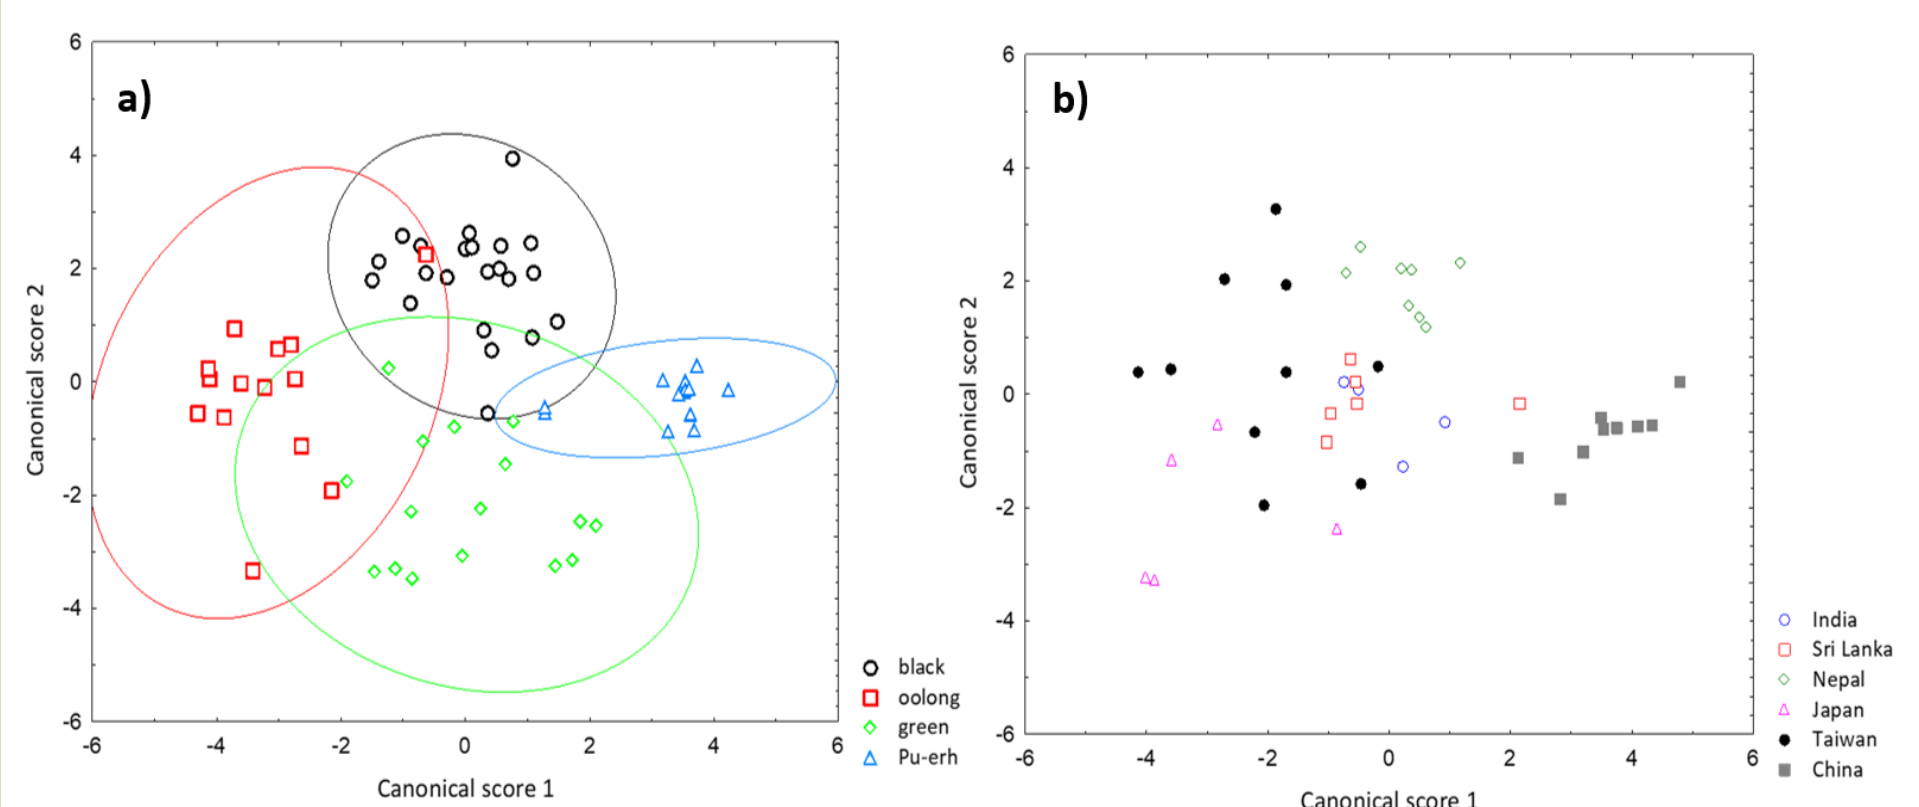 a)
6
4
2
0
-2
-4
-6
Canonical score 2
-6 -4 -2 0 2 4 6
Canonical score 1
black
oolong
green
Pu-erh
b)
6
4
2
0
-2
-4
-6
Canonical score 2
-6 -4 -2 0 2 4 6
Canonical score 1
India
Sri Lanka
Nepal
Japan
Taiwan
China